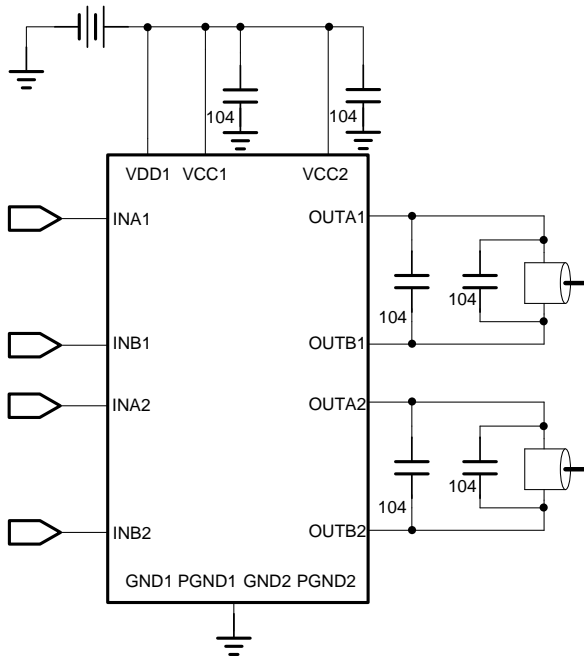 104 104
VDD1 VCC1 VCC2
INA1 OUTA1
104
104
INB1 OUTB1
INA2 OUTA2
104
104
INB2 OUTB2
GND1 PGND1 GND2 PGND2